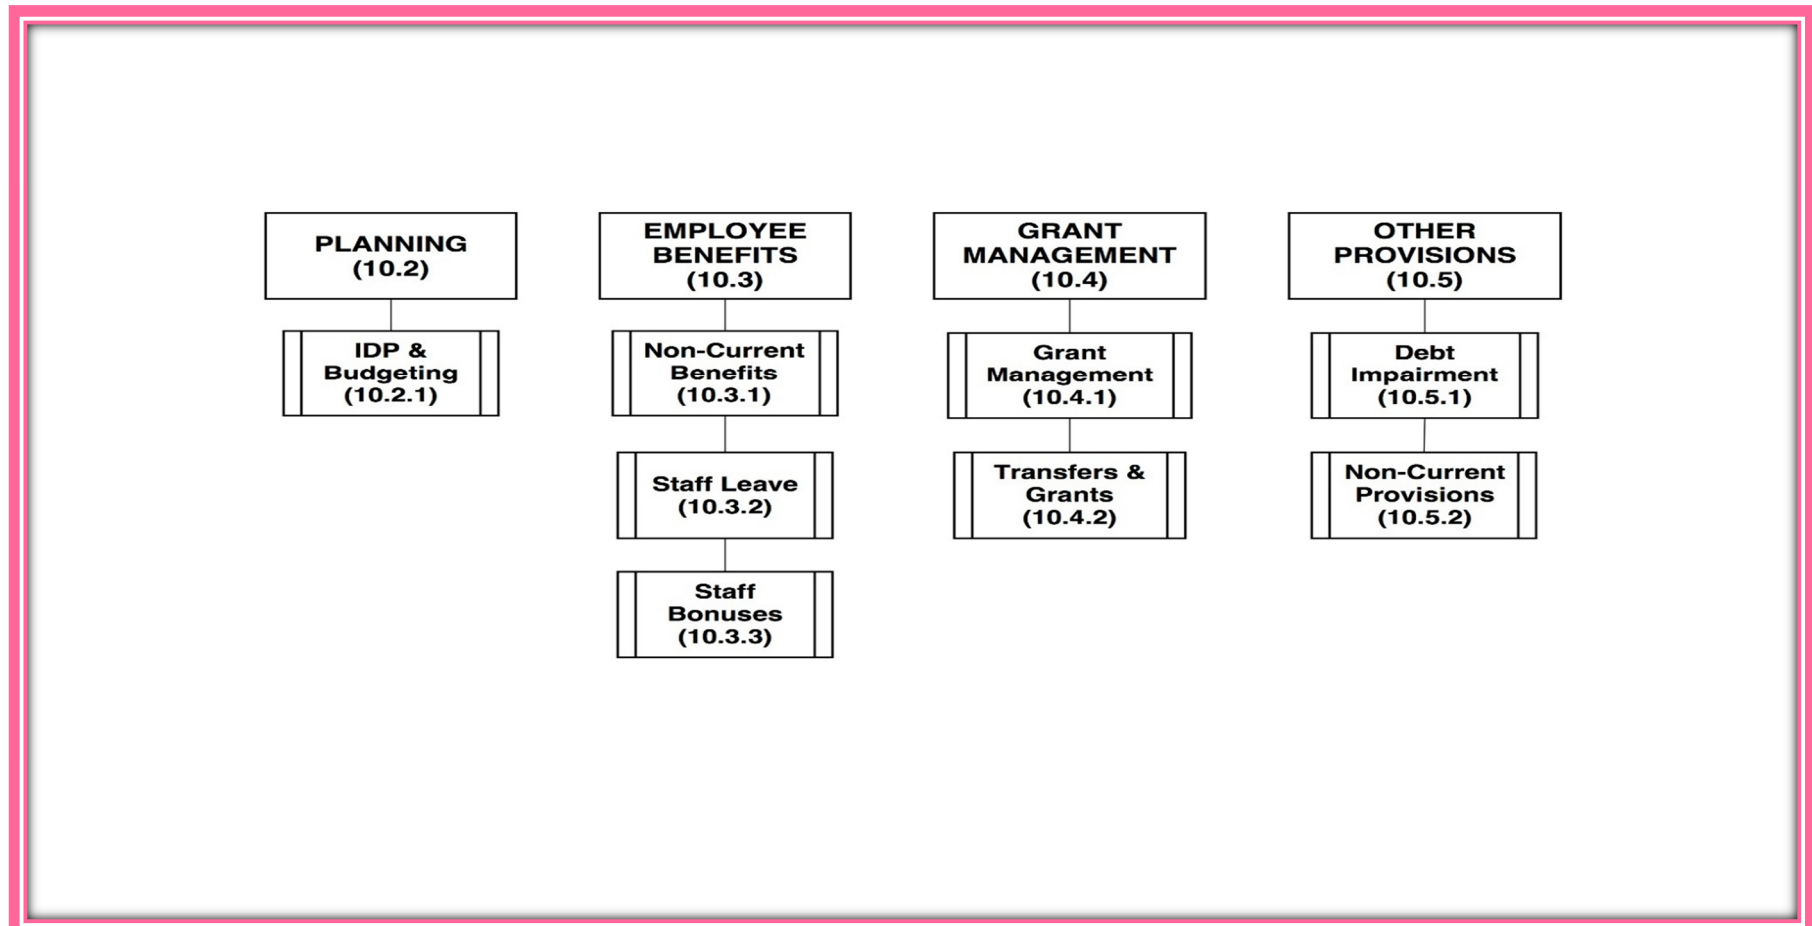 PLANNING
(10.2)
IDP &
Budgeting
(10.2.1)
EMPLOYEE
BENEFITS
(10.3)
Non-Current
Benefits
(10.3.1)
Staff Leave
(10.3.2)
Staff
Bonuses
(10.3.3)
GRANT
MANAGEMENT
(10.4)
Grant
Management
(10.4.1)
Transfers &
Grants
(10.4.2)
OTHER
PROVISIONS
(10.5)
Debt
Impairment
(10.5.1)
Non-Current
Provisions
(10.5.2)